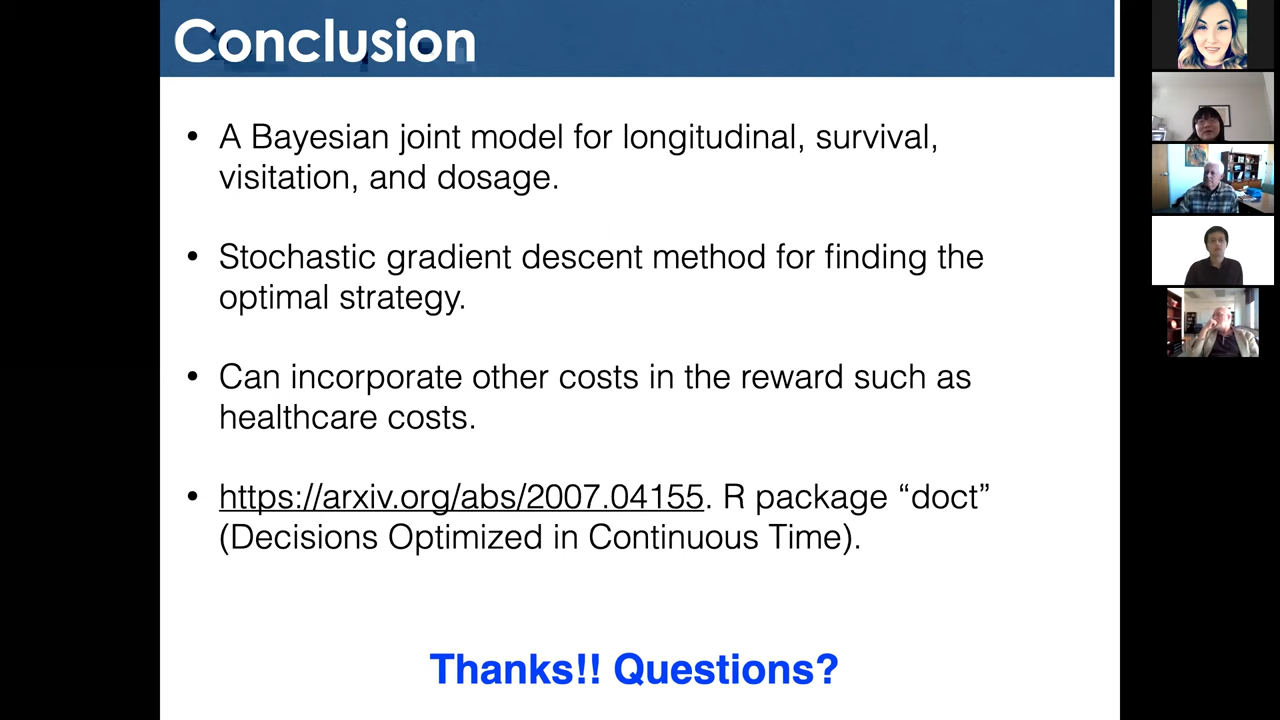 Conclusion
• A Bayesian joint model for longitudinal, survival,
visitation, and dosage.
• Stochastic gradient descent method for finding the
optimal strategy.
• Can incorporate other costs in the reward such as
healthcare costs.
• https://arxiv.org/abs/2007.04155. R package “doct”
(Decisions Optimized in Continuous Time).
Thanks!! Questions?